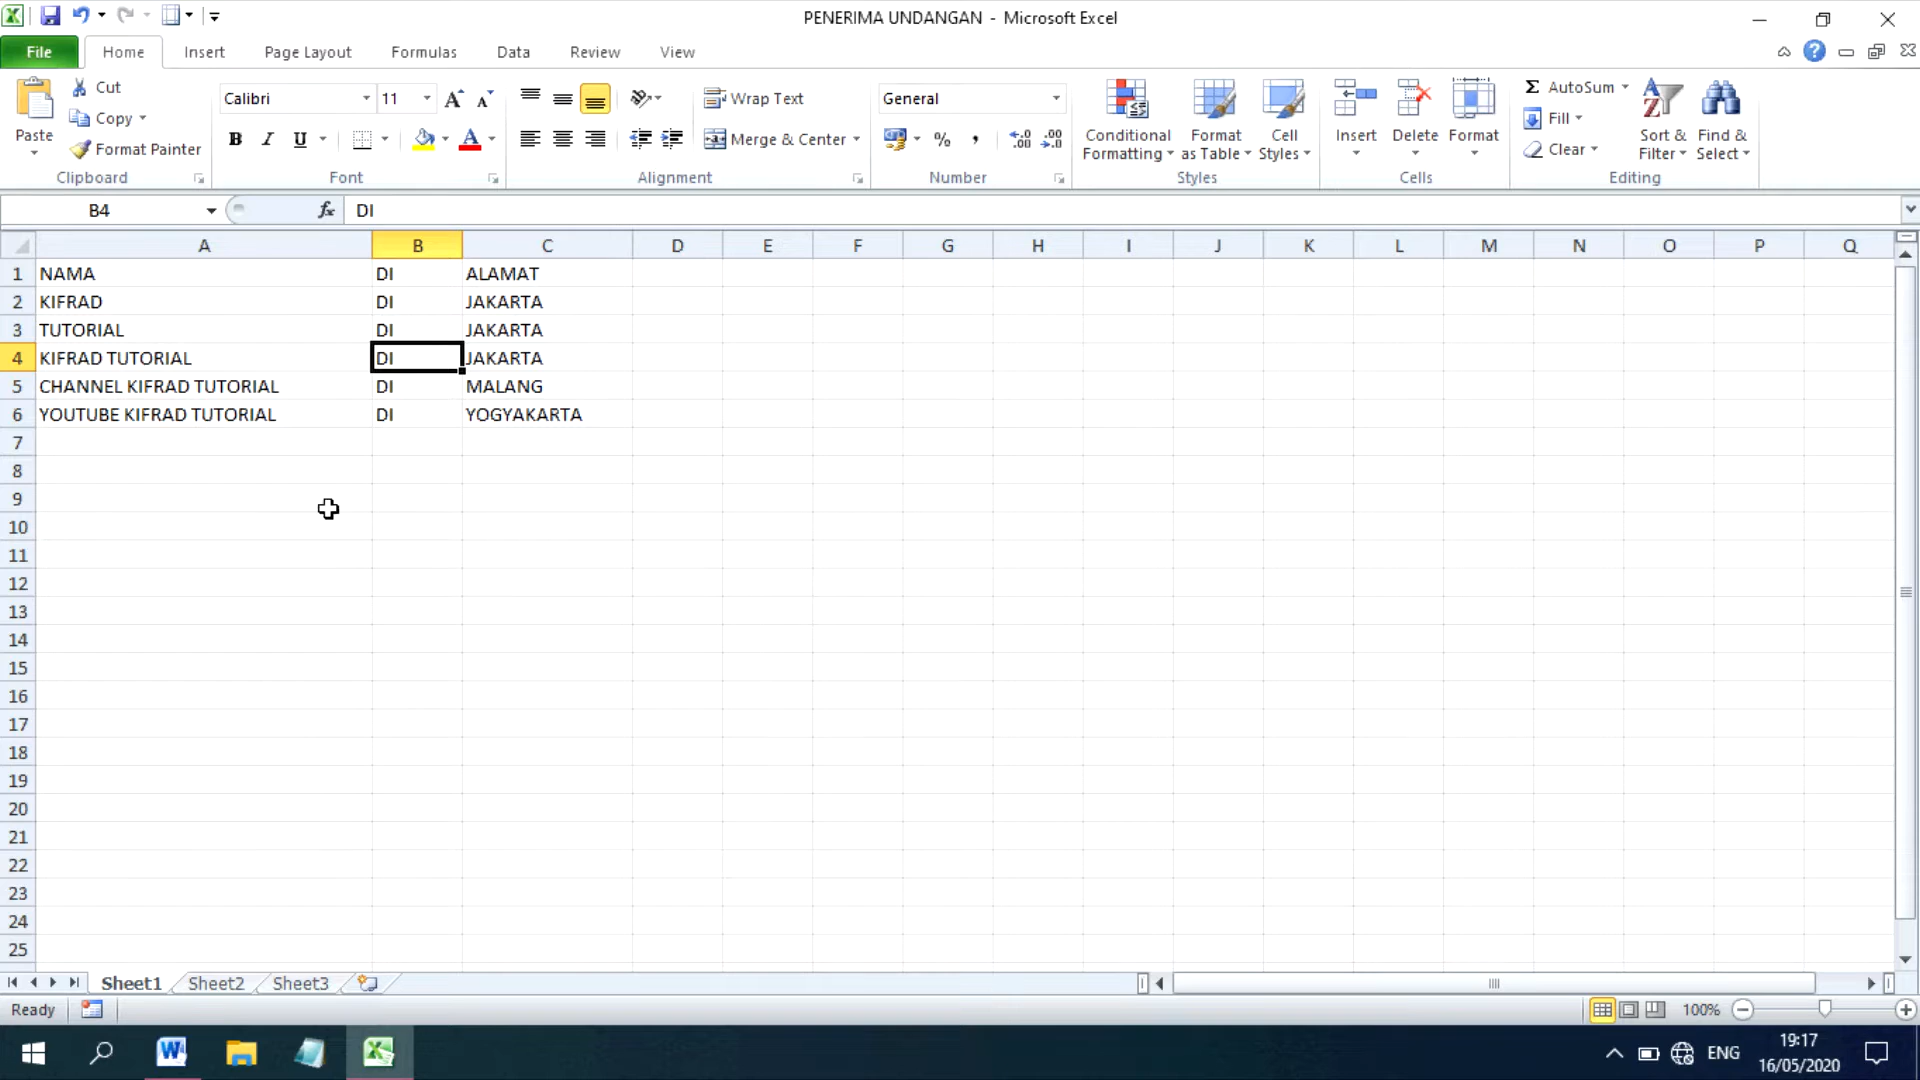 PENERIMA UNDANGAN - Microsoft Excel
File Home Insert Page Layout Formulas Data Review View
Paste
Cut
Copy
Format Painter
Clipboard
Calibri 11
B I U
Font
Wrap Text
Merge & Center
Alignment
General
%
Number
Conditional Formatting
Format as Table
Cell Styles
Styles
Insert Delete Format
Cells
AutoSum
Fill
Clear
Sort & Filter
Find & Select
Editing
B4 fx DI
A B C D E F G H I J K L M N O P Q
1 NAMA DI ALAMAT
2 KIFRAD DI JAKARTA
3 TUTORIAL DI JAKARTA
4 KIFRAD TUTORIAL DI JAKARTA
5 CHANNEL KIFRAD TUTORIAL DI MALANG
6 YOUTUBE KIFRAD TUTORIAL DI YOGYAKARTA
7
8
9
10
11
12
13
14
15
16
17
18
19
20
21
22
23
24
25
Sheet1 Sheet2 Sheet3
Ready 100%
ENG
19:17
16/05/2020